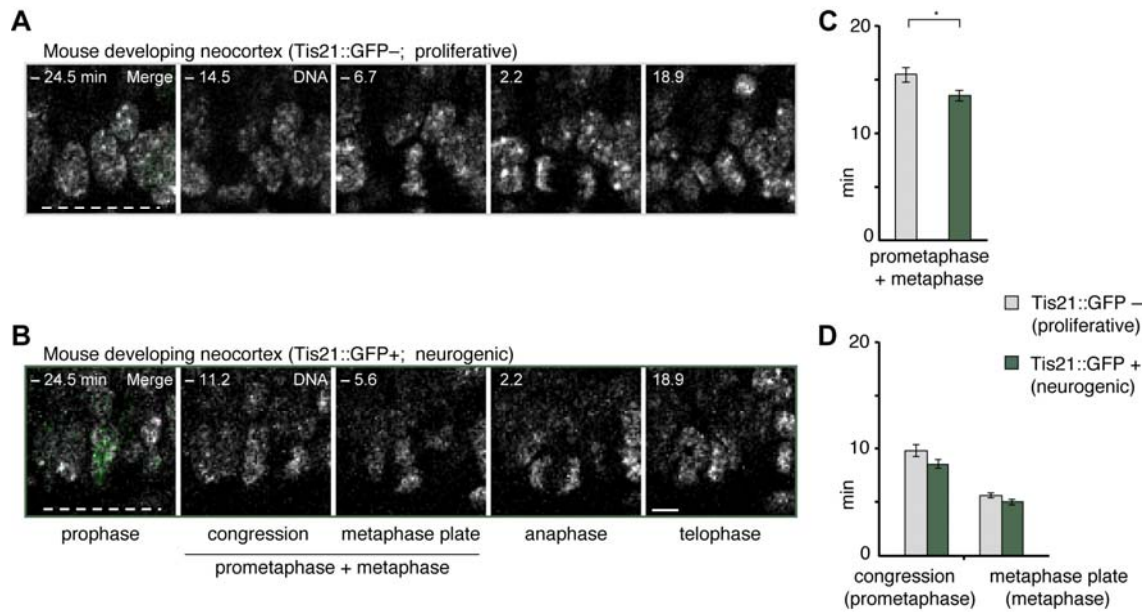 A
Mouse developing neocortex (Tis21::GFP–; proliferative)
– 24.5 min Merge – 14.5 DNA – 6.7 2.2 18.9
B
Mouse developing neocortex (Tis21::GFP+; neurogenic)
– 24.5 min Merge – 11.2 DNA – 5.6 2.2 18.9
prophase congression metaphase plate anaphase telophase
prometaphase + metaphase
C
*
20
10
0
min
prometaphase
+ metaphase
Tis21::GFP –
(proliferative)
Tis21::GFP +
(neurogenic)
D
20
10
0
min
congression metaphase plate
(prometaphase) (metaphase)